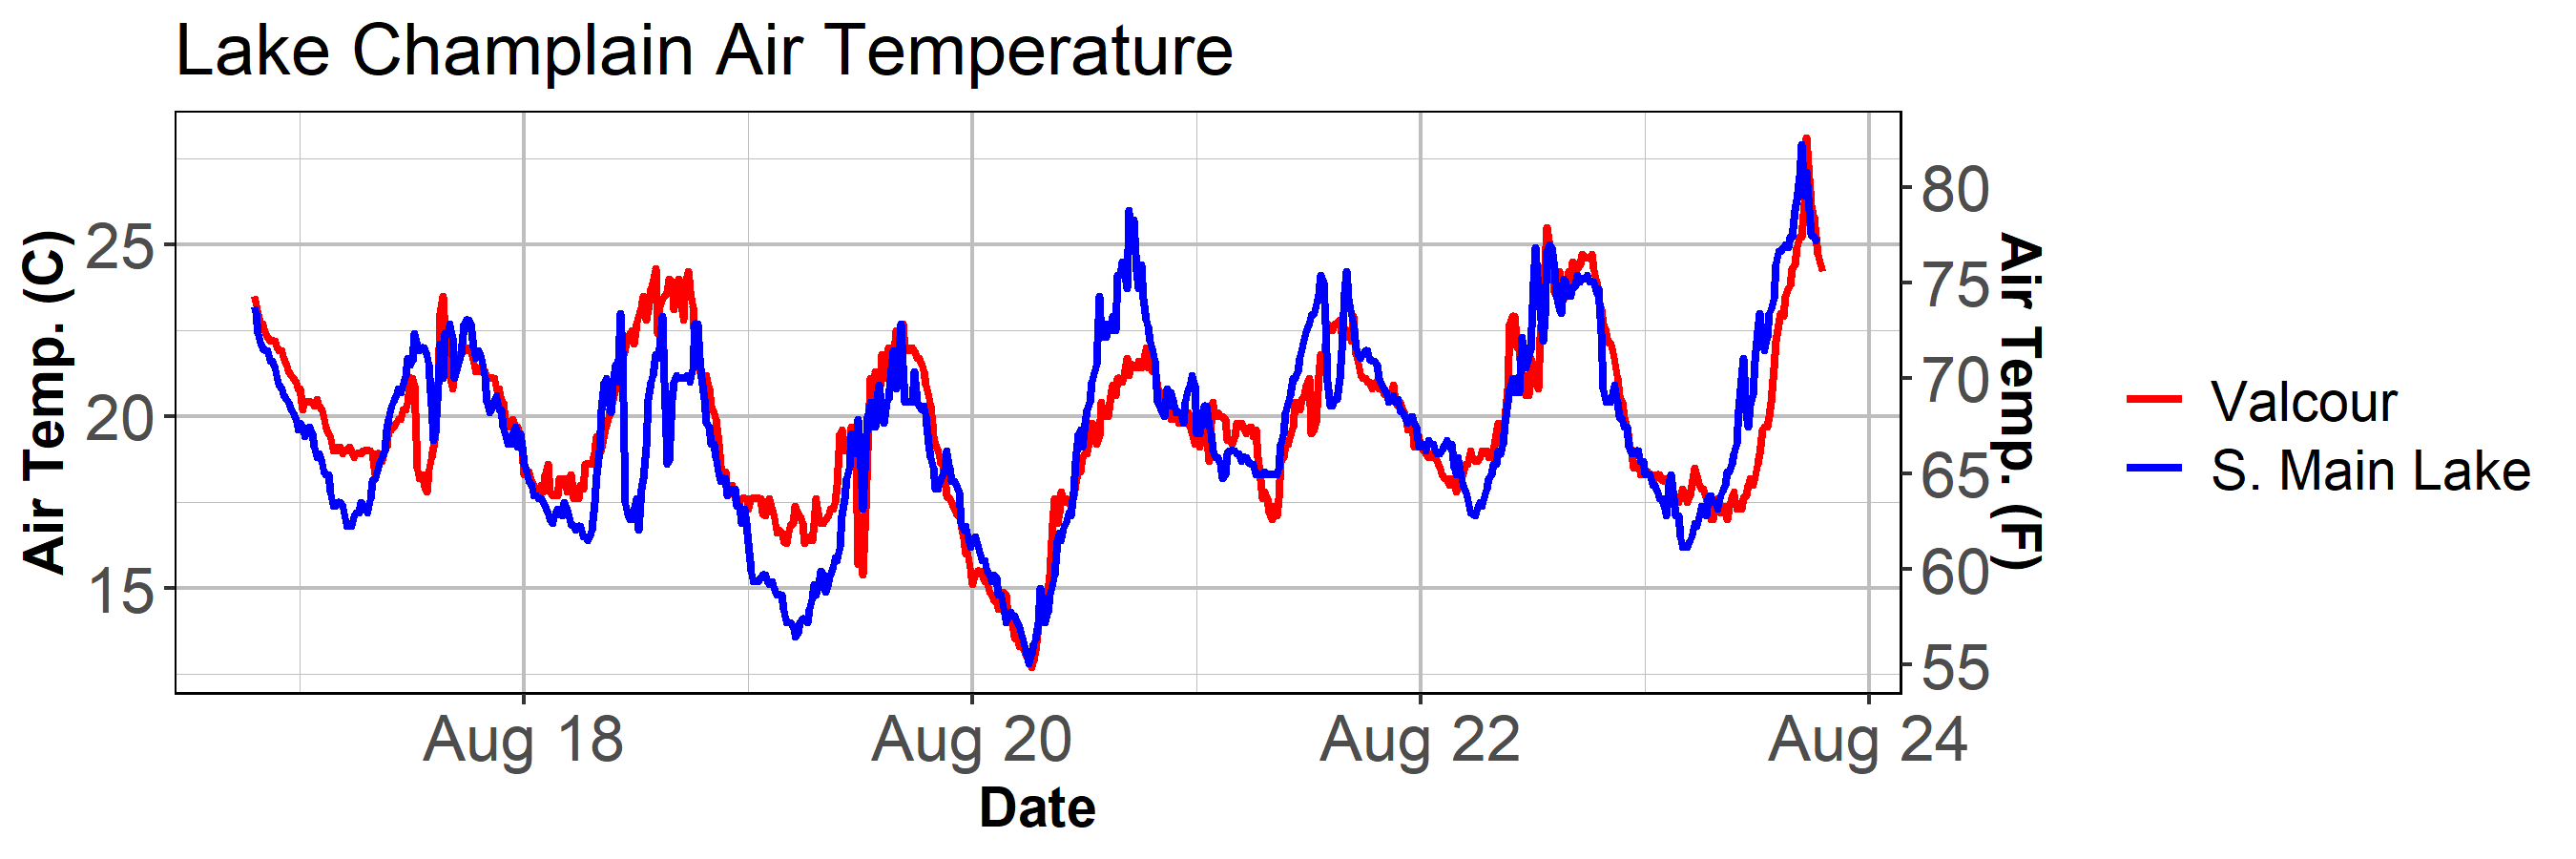 Lake Champlain Air Temperature
Air Temp. (C)
25
20
15
80
75
70
65
60
55
Air Temp. (F)
Aug 18
Aug 20
Aug 22
Aug 24
Date
Valcour
S. Main Lake